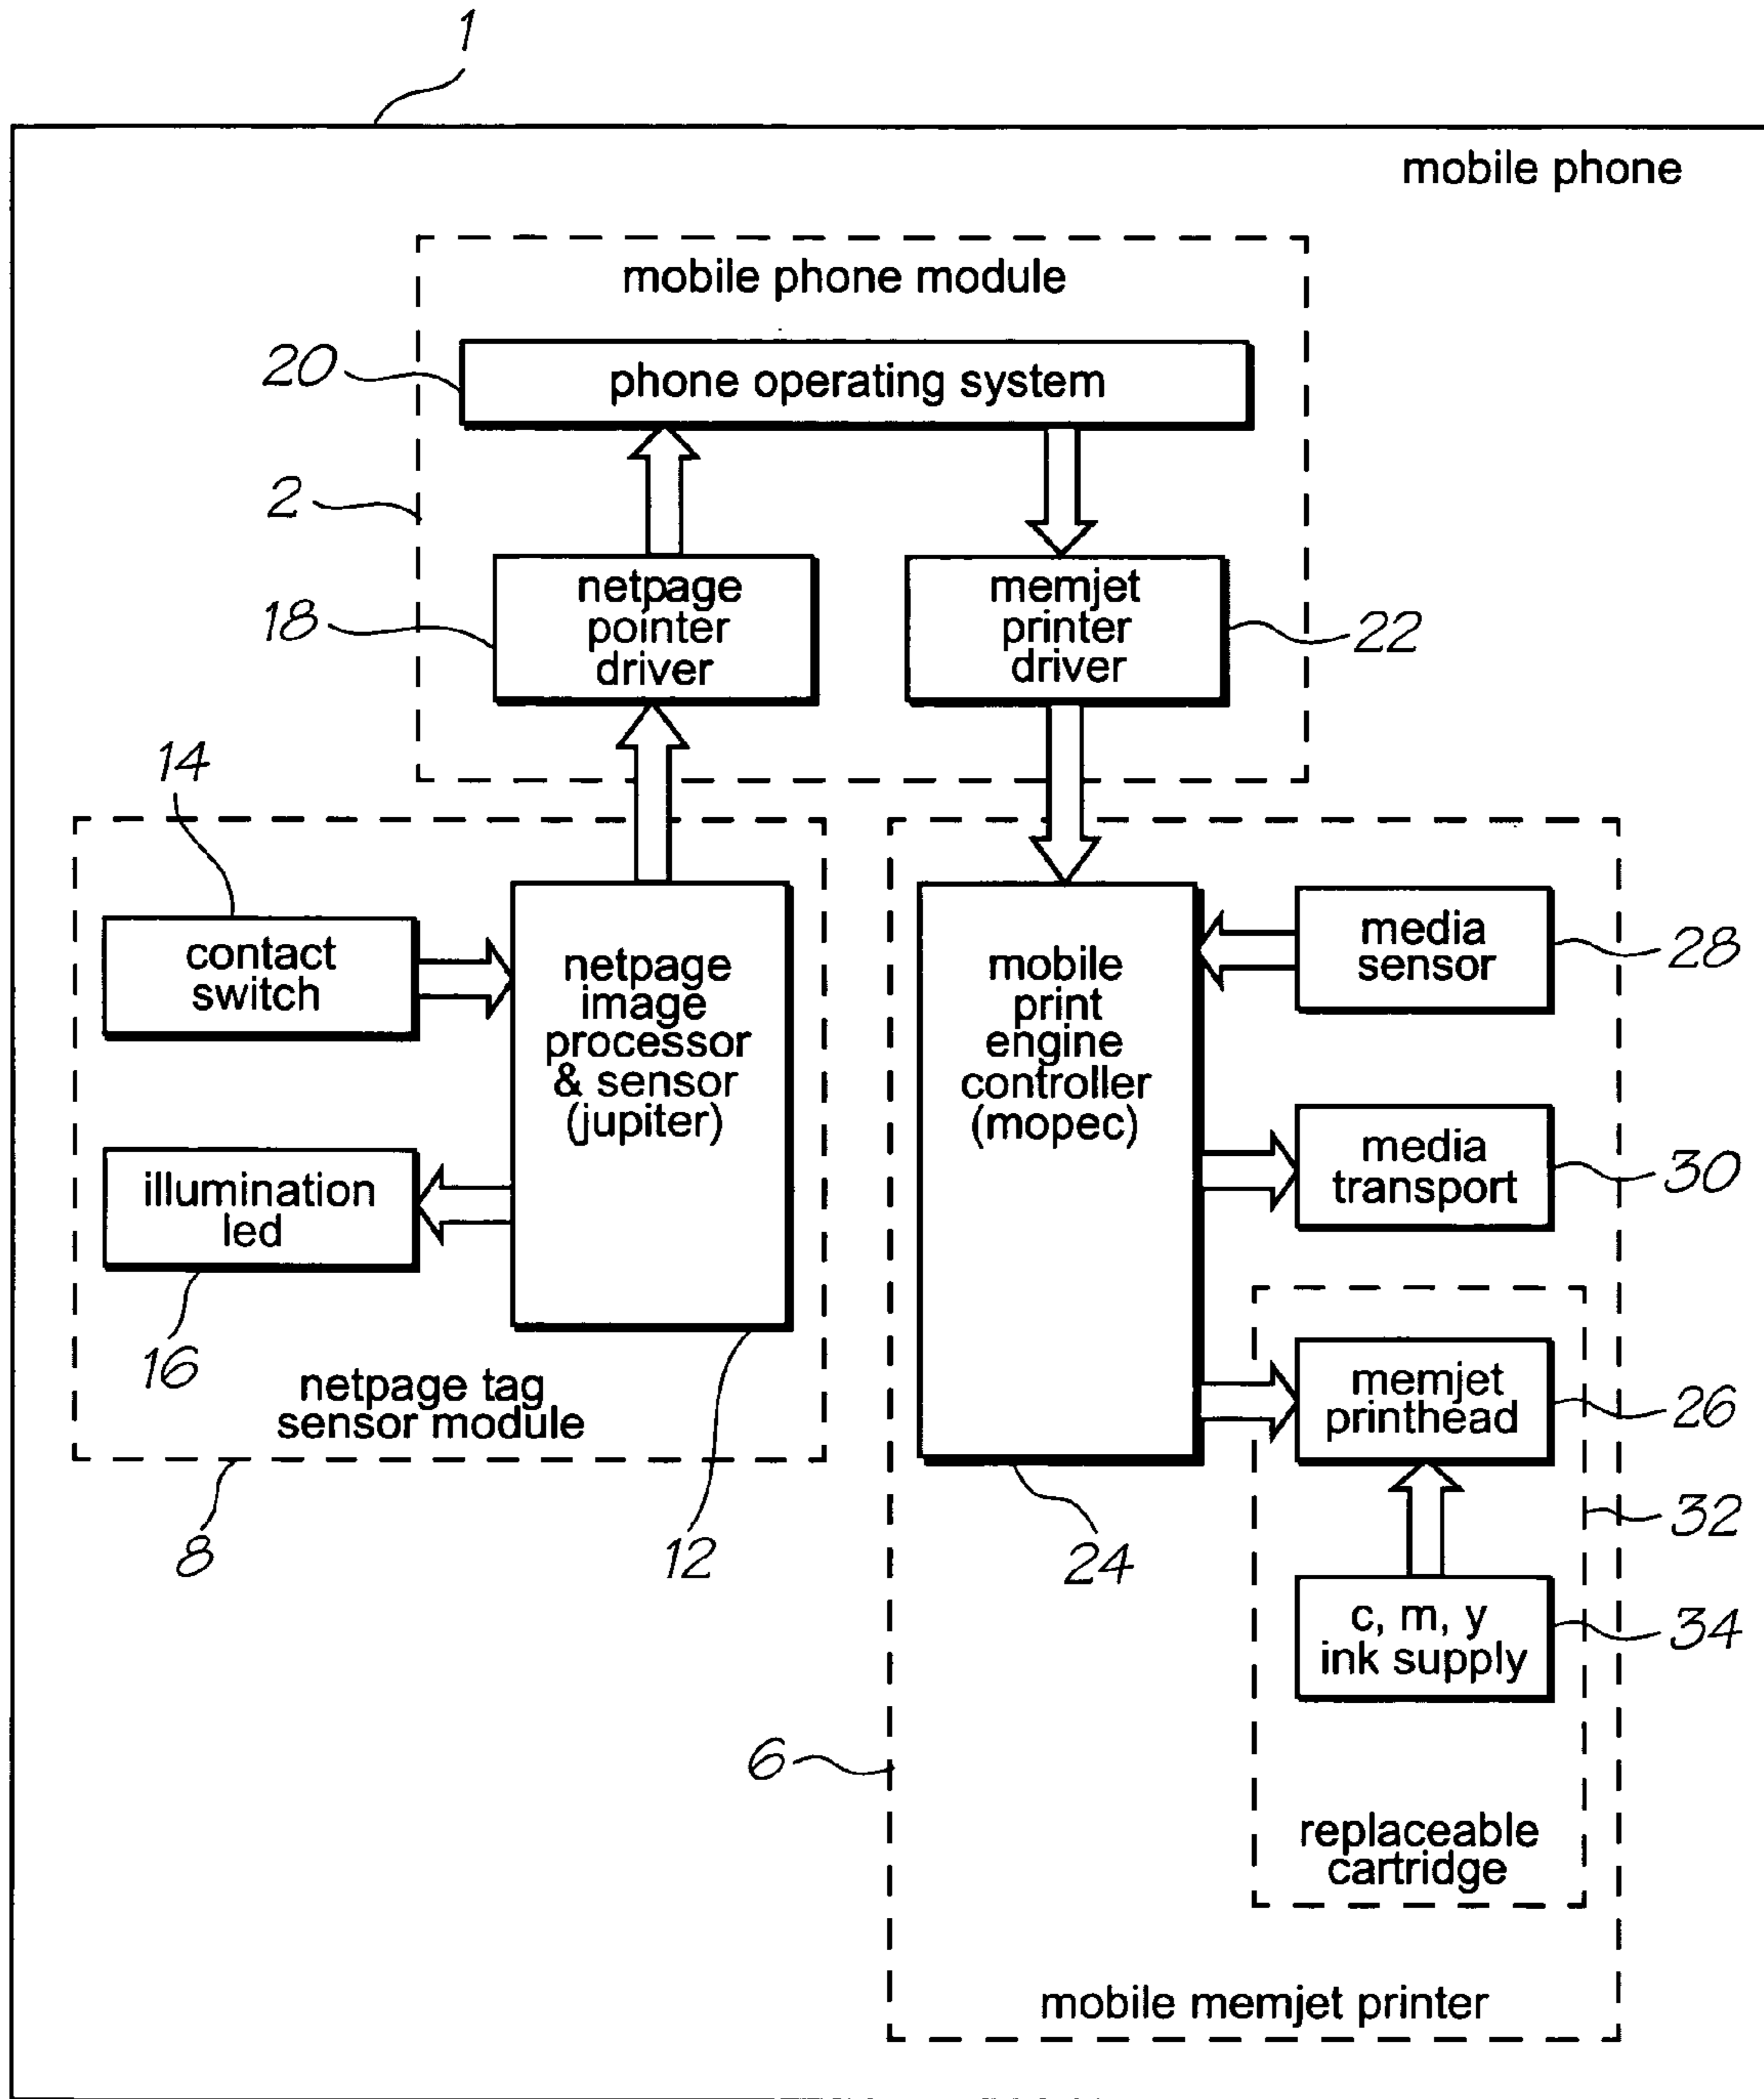 1
mobile phone
mobile phone module
20
phone operating system
2
18
netpage
pointer
driver
memjet
printer
driver
22
14
contact
switch
netpage
image
processor
& sensor
(jupiter)
illumination
led
16
netpage tag
sensor module
8
12
mobile
print
engine
controller
(mopec)
24
media
sensor
28
media
transport
30
memjet
printhead
26
32
c, m, y
ink supply
34
6
replaceable
cartridge
mobile memjet printer